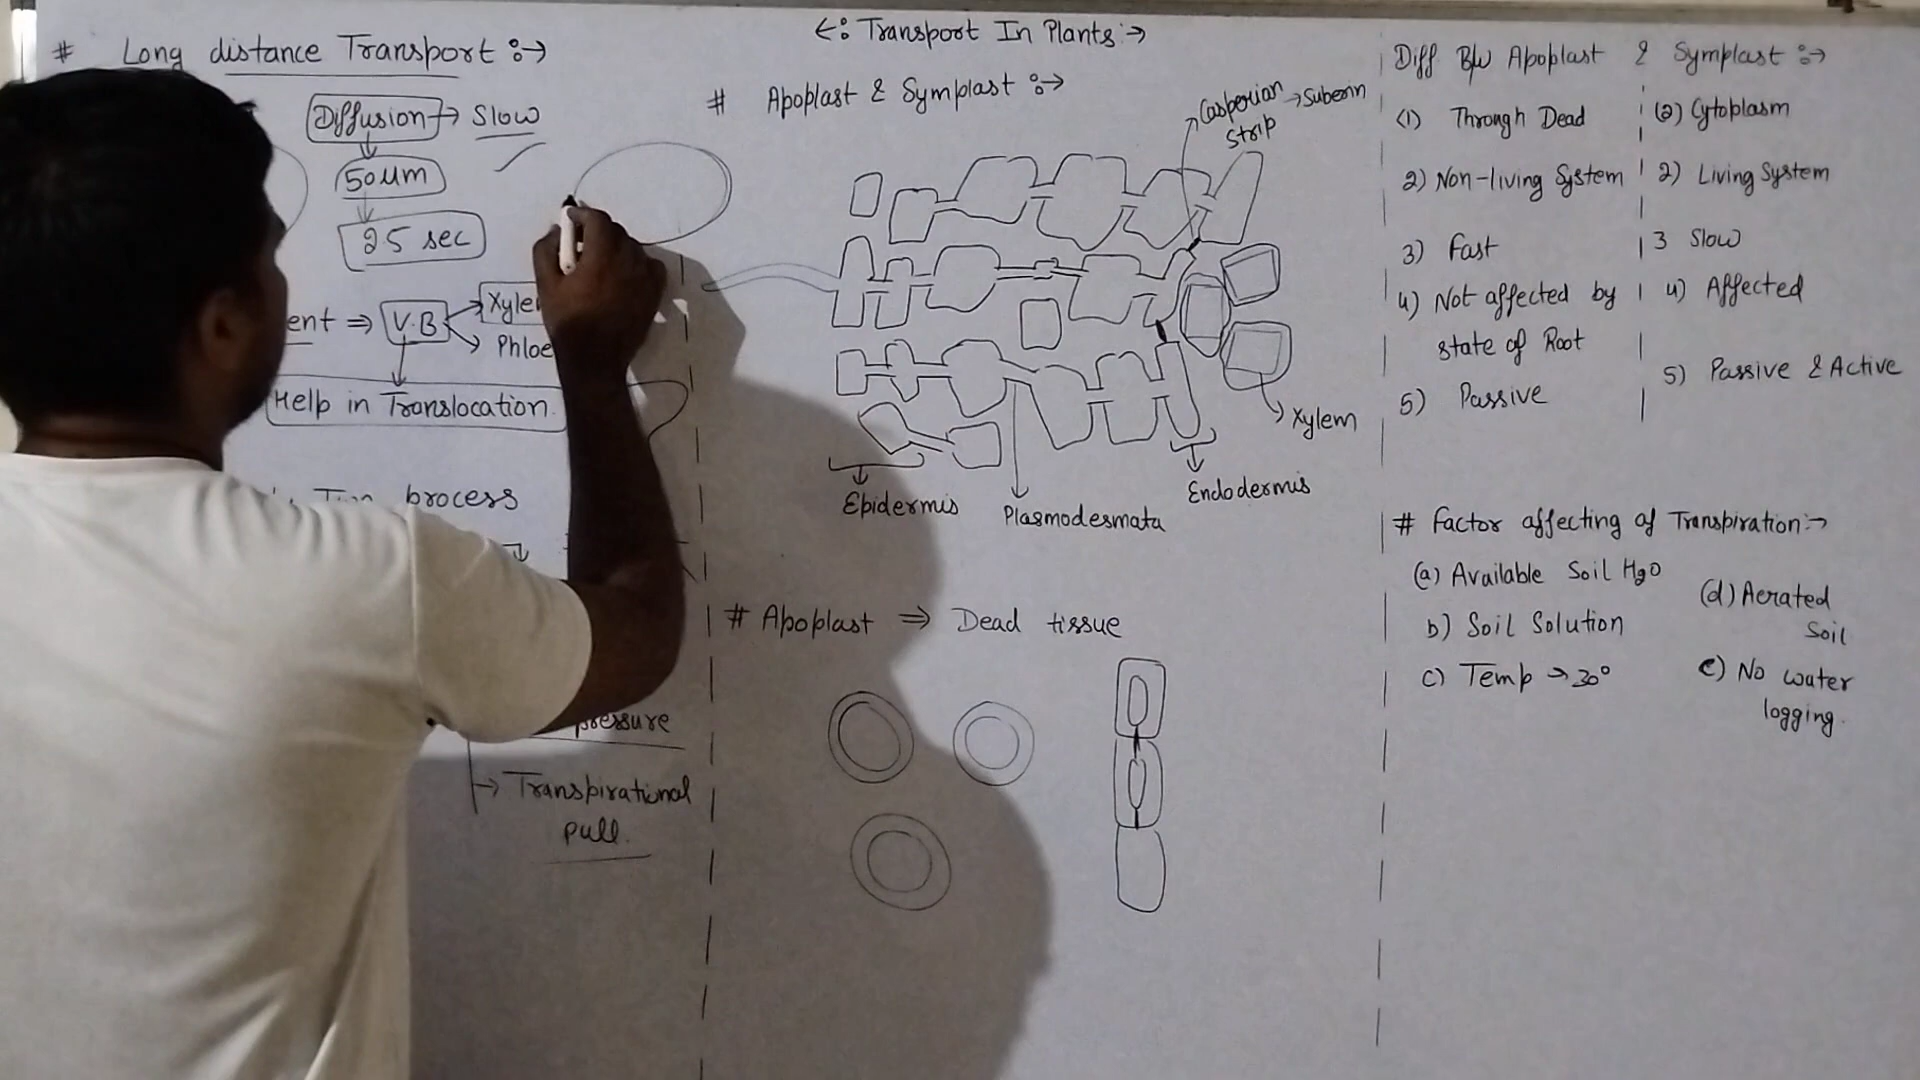 # Long distance Transport :→
Diffusion → Slow
50 µm
25 sec
ent ⇒ V.B
Xyle
Phloe
Help in Translocation
process
pressure
→ Transpirational
pull.
←: Transport In Plants :→
# Apoplast & Symplast :→
Casperian → Suberin
strip
Xylem
Epidermis
Plasmodesmata
Endodermis
# Apoplast ⇒ Dead tissue
Diff B/w Apoplast & Symplast :→
(1) Through Dead
(2) Cytoplasm
2) Non-living System
2) Living System
3) Fast
3 Slow
4) Not affected by
state of Root
4) Affected
5) Passive
5) Passive & Active
# Factor affecting of Transpiration :→
(a) Available Soil H2O
b) Soil Solution
c) Temp → 30°
(d) Aerated
Soil
e) No water
logging.